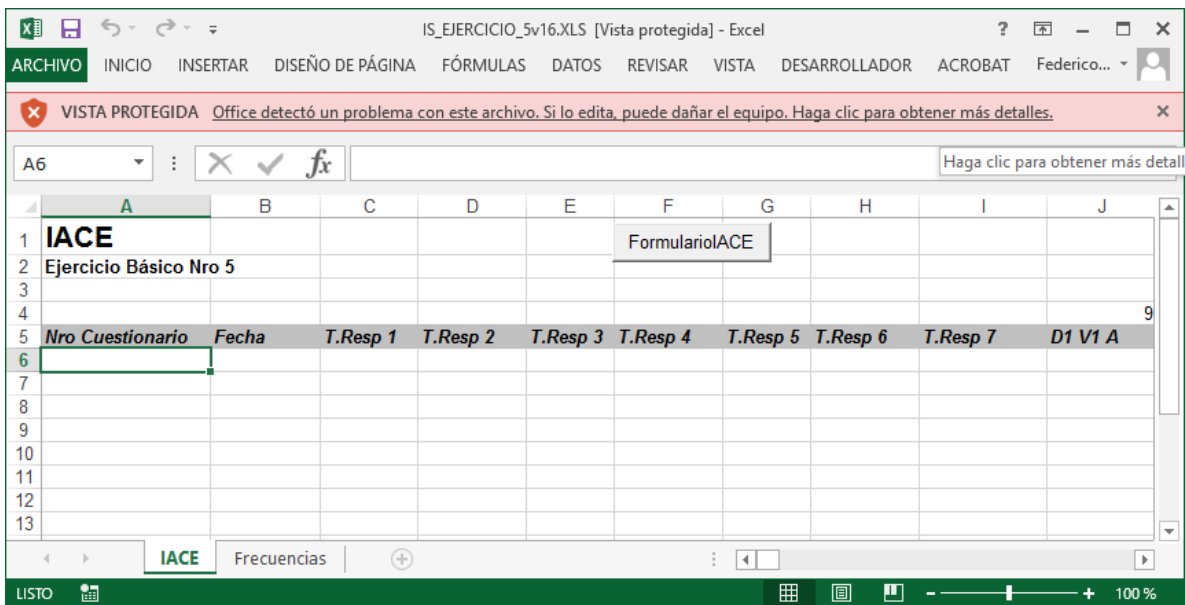 IS_EJERCICIO_5v16.XLS [Vista protegida] - Excel
ARCHIVO INICIO INSERTAR DISEÑO DE PÁGINA FÓRMULAS DATOS REVISAR VISTA DESARROLLADOR ACROBAT Federico...
VISTA PROTEGIDA Office detectó un problema con este archivo. Si lo edita, puede dañar el equipo. Haga clic para obtener más detalles.
A6 fx Haga clic para obtener más detall
A B C D E F G H I J
1 IACE FormularioIACE
2 Ejercicio Básico Nro 5
3
4 9
5 Nro Cuestionario Fecha T.Resp 1 T.Resp 2 T.Resp 3 T.Resp 4 T.Resp 5 T.Resp 6 T.Resp 7 D1 V1 A
6
7
8
9
10
11
12
13
IACE Frecuencias
LISTO 100 %